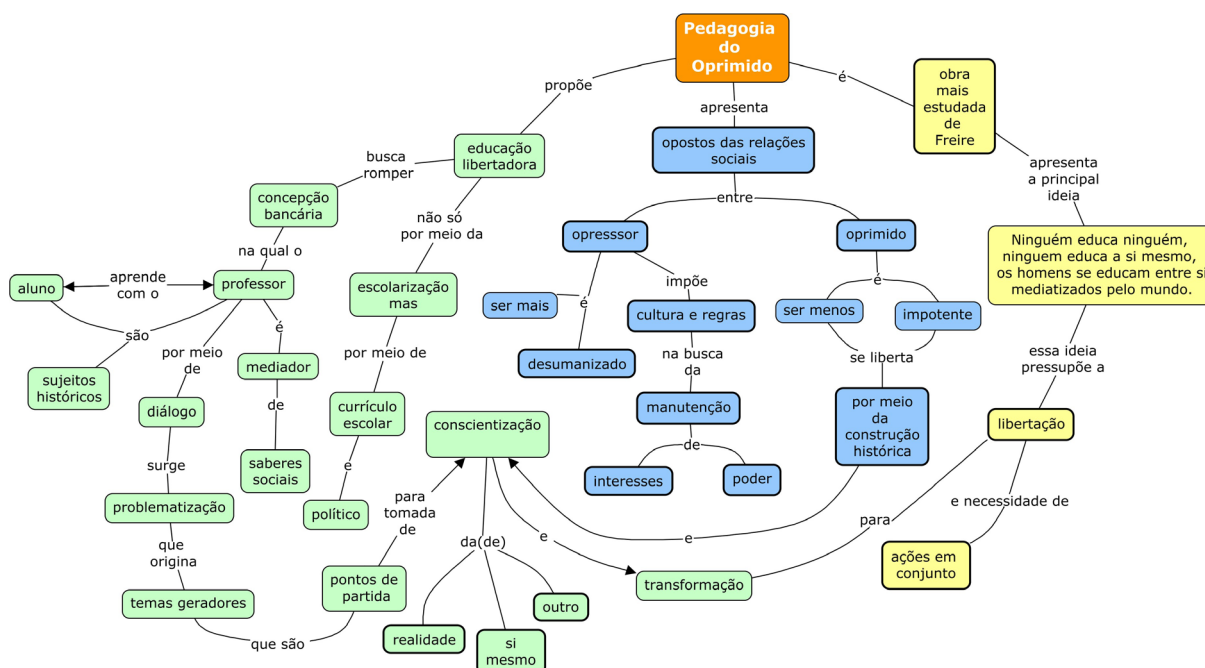 Pedagogia
do
Oprimido
propõe
apresenta
é
obra
mais
estudada
de
Freire
educação
libertadora
opostos das relações
sociais
apresenta
a principal
ideia
busca
romper
concepção
bancária
não só
por meio da
entre
opresssor
oprimido
Ninguém educa ninguém,
ninguem educa a si mesmo,
os homens se educam entre si
mediatizados pelo mundo.
na qual o
aluno
aprende
com o
professor
escolarização
mas
impõe
é
ser mais
é
cultura e regras
ser menos
impotente
são
por meio
de
é
por meio de
na busca
da
se liberta
essa ideia
pressupõe a
sujeitos
históricos
mediador
desumanizado
diálogo
de
currículo
escolar
conscientização
manutenção
por meio
da
construção
histórica
libertação
surge
saberes
sociais
e
de
interesses
poder
problematização
político
para
tomada
de
e necessidade de
que
origina
da(de)
e
e
para
ações em
conjunto
temas geradores
pontos de
partida
transformação
que são
realidade
si
mesmo
outro